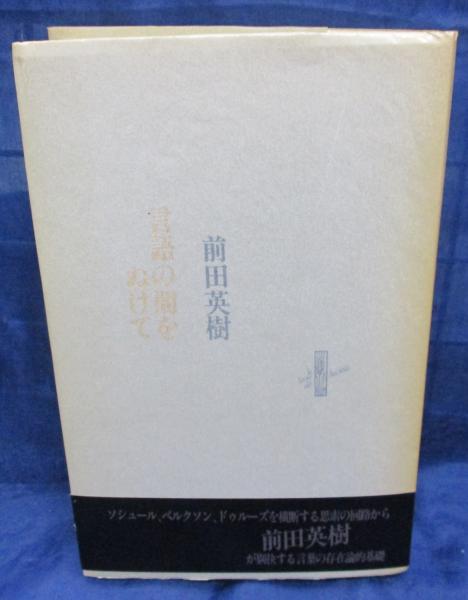 前田英樹
言語の闇を
ぬけて
ソシュール、ベルクソン、ドゥルーズを横断する思索の回路から
前田英樹
が剔抉する言葉の存在論的基礎